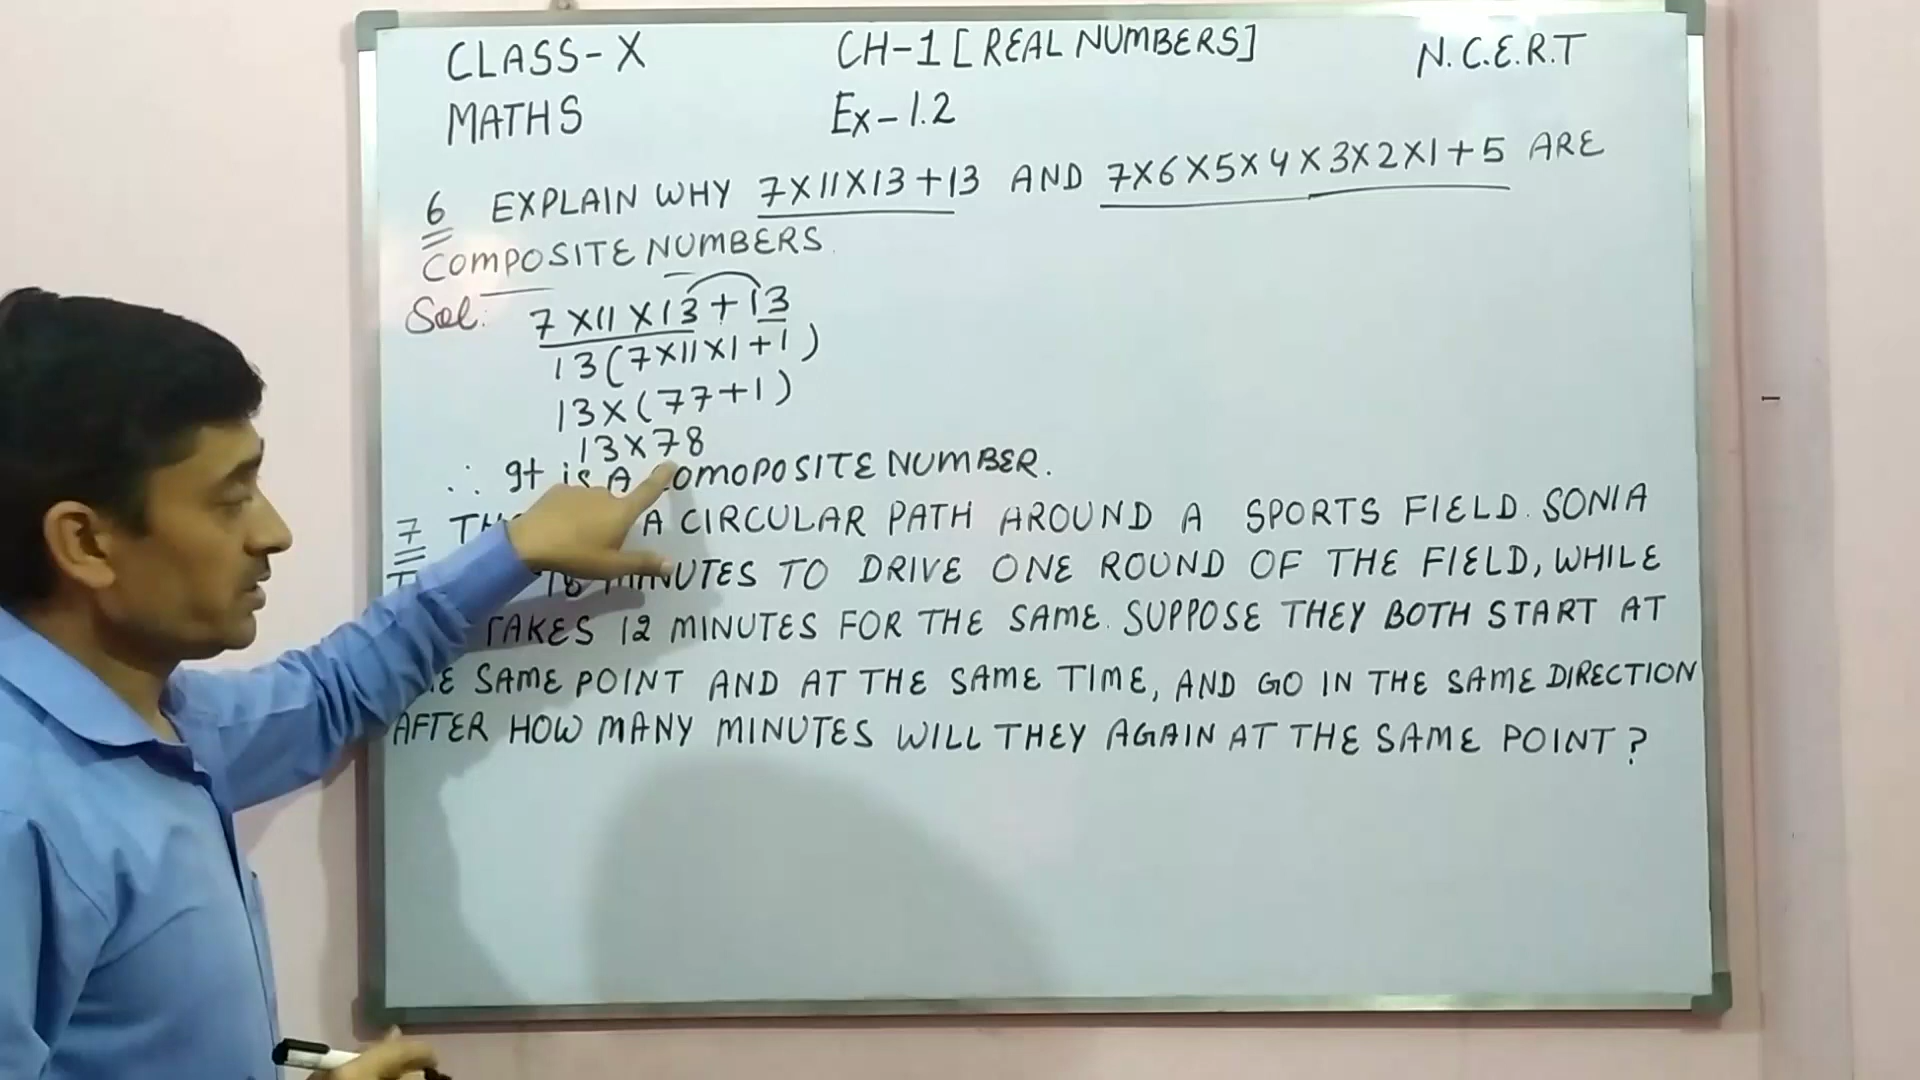 CLASS-X CH-1 [REAL NUMBERS] N.C.E.R.T
MATHS Ex-1.2
6 EXPLAIN WHY 7X11X13+13 AND 7X6X5X4X3X2X1+5 ARE
COMPOSITE NUMBERS.
Sol: 7X11X13+13
13(7X11X1+1)
13X(77+1)
13X78
∴ It is A COMOPOSITE NUMBER.
7 A CIRCULAR PATH AROUND A SPORTS FIELD. SONIA
18 MINUTES TO DRIVE ONE ROUND OF THE FIELD, WHILE
TAKES 12 MINUTES FOR THE SAME. SUPPOSE THEY BOTH START AT
SAME POINT AND AT THE SAME TIME, AND GO IN THE SAME DIRECTION
AFTER HOW MANY MINUTES WILL THEY AGAIN AT THE SAME POINT?